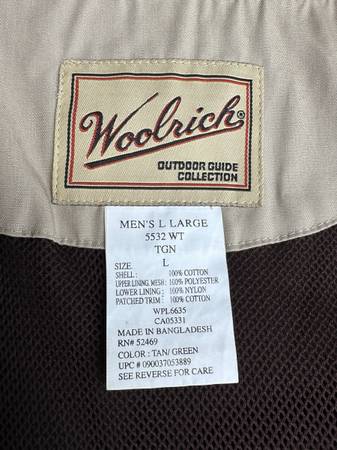 Woolrich®
OUTDOOR GUIDE
COLLECTION
MEN'S L LARGE
5532 WT
TGN
SIZE L
SHELL : 100% COTTON
UPPER LINING, MESH : 100% POLYESTER
LOWER LINING : 100% NYLON
PATCHED TRIM : 100% COTTON
WPL6635
CA05331
MADE IN BANGLADESH
RN# 52469
COLOR : TAN/ GREEN
UPC # 090037053889
SEE REVERSE FOR CARE